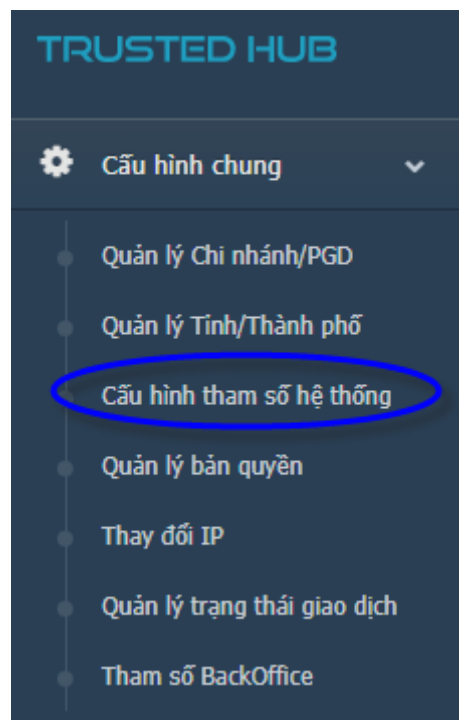 TRUSTED HUB
Cấu hình chung
Quản lý Chi nhánh/PGD
Quản lý Tỉnh/Thành phố
Cấu hình tham số hệ thống
Quản lý bản quyền
Thay đổi IP
Quản lý trạng thái giao dịch
Tham số BackOffice